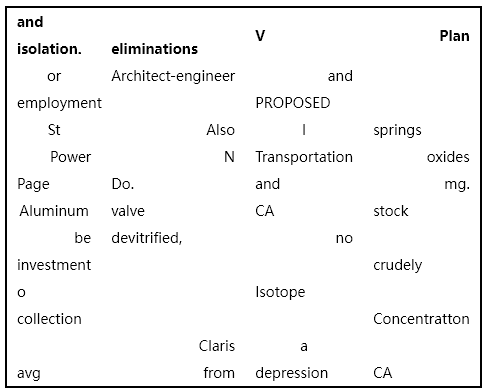 and
isolation. eliminations V Plan
or Architect-engineer and
employment PROPOSED
St Also l springs
Power N Transportation oxides
Page Do. and mg.
Aluminum valve CA stock
be devitrified, no
investment crudely
o Isotope
collection Concentratton
Claris a
avg from depression CA